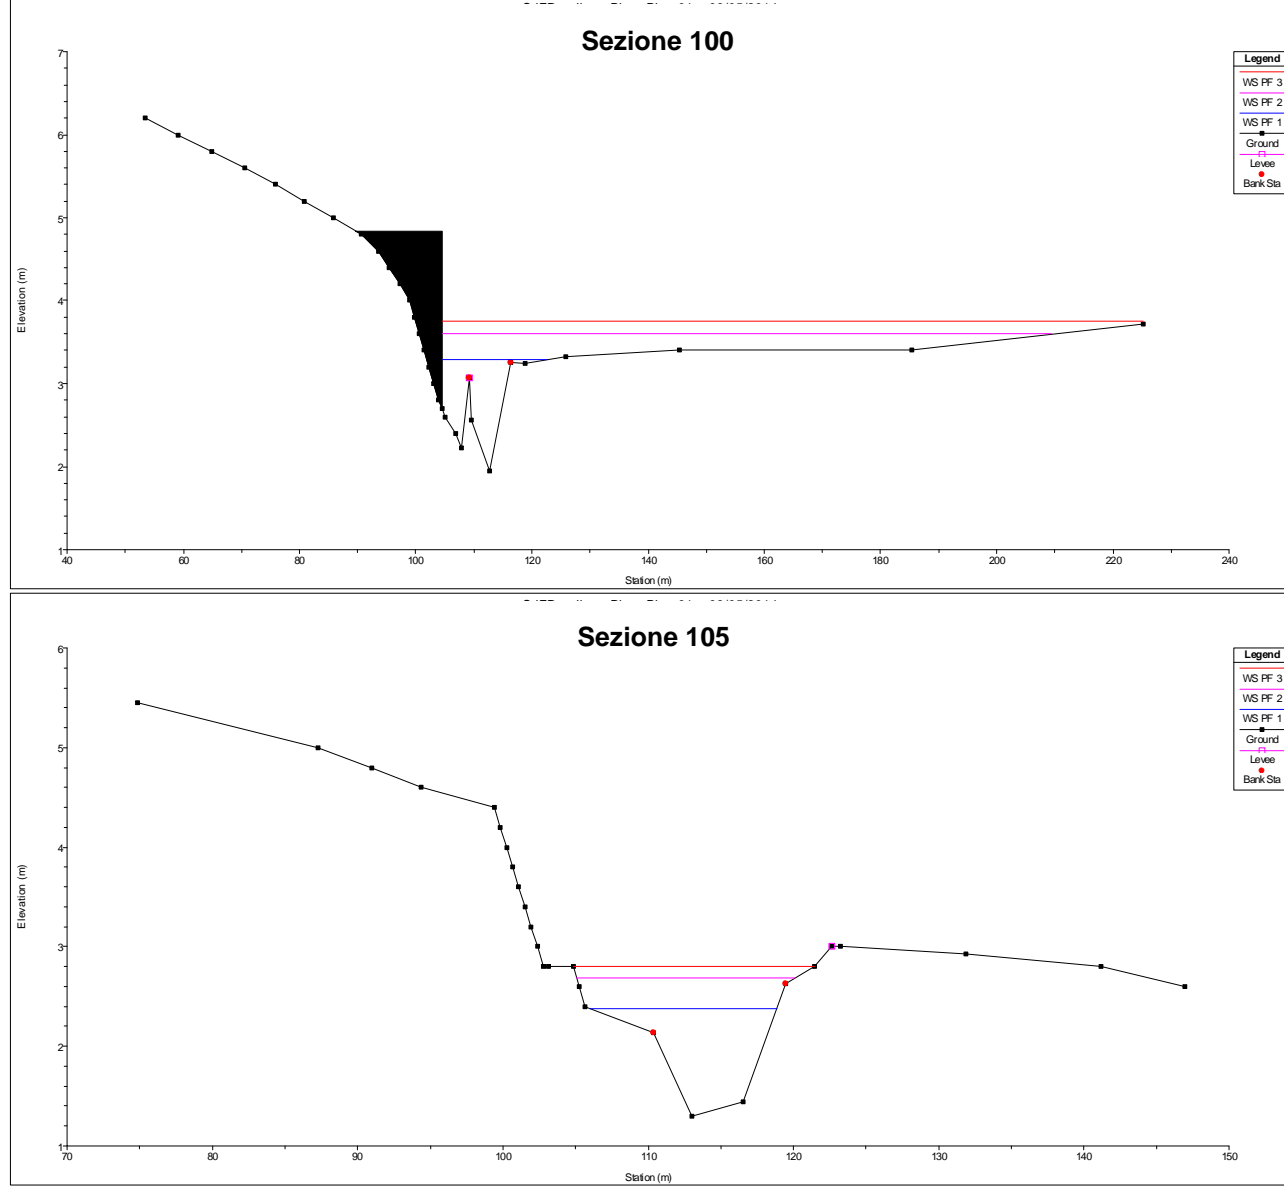 Sezione 100
Legend
WS PF 3
WS PF 2
WS PF 1
Ground
Levee
Bank Sta
Elevation (m)
7
6
5
4
3
2
1
40 60 80 100 120 140 160 180 200 220 240
Station (m)
Sezione 105
Legend
WS PF 3
WS PF 2
WS PF 1
Ground
Levee
Bank Sta
Elevation (m)
6
5
4
3
2
1
70 80 90 100 110 120 130 140 150
Station (m)